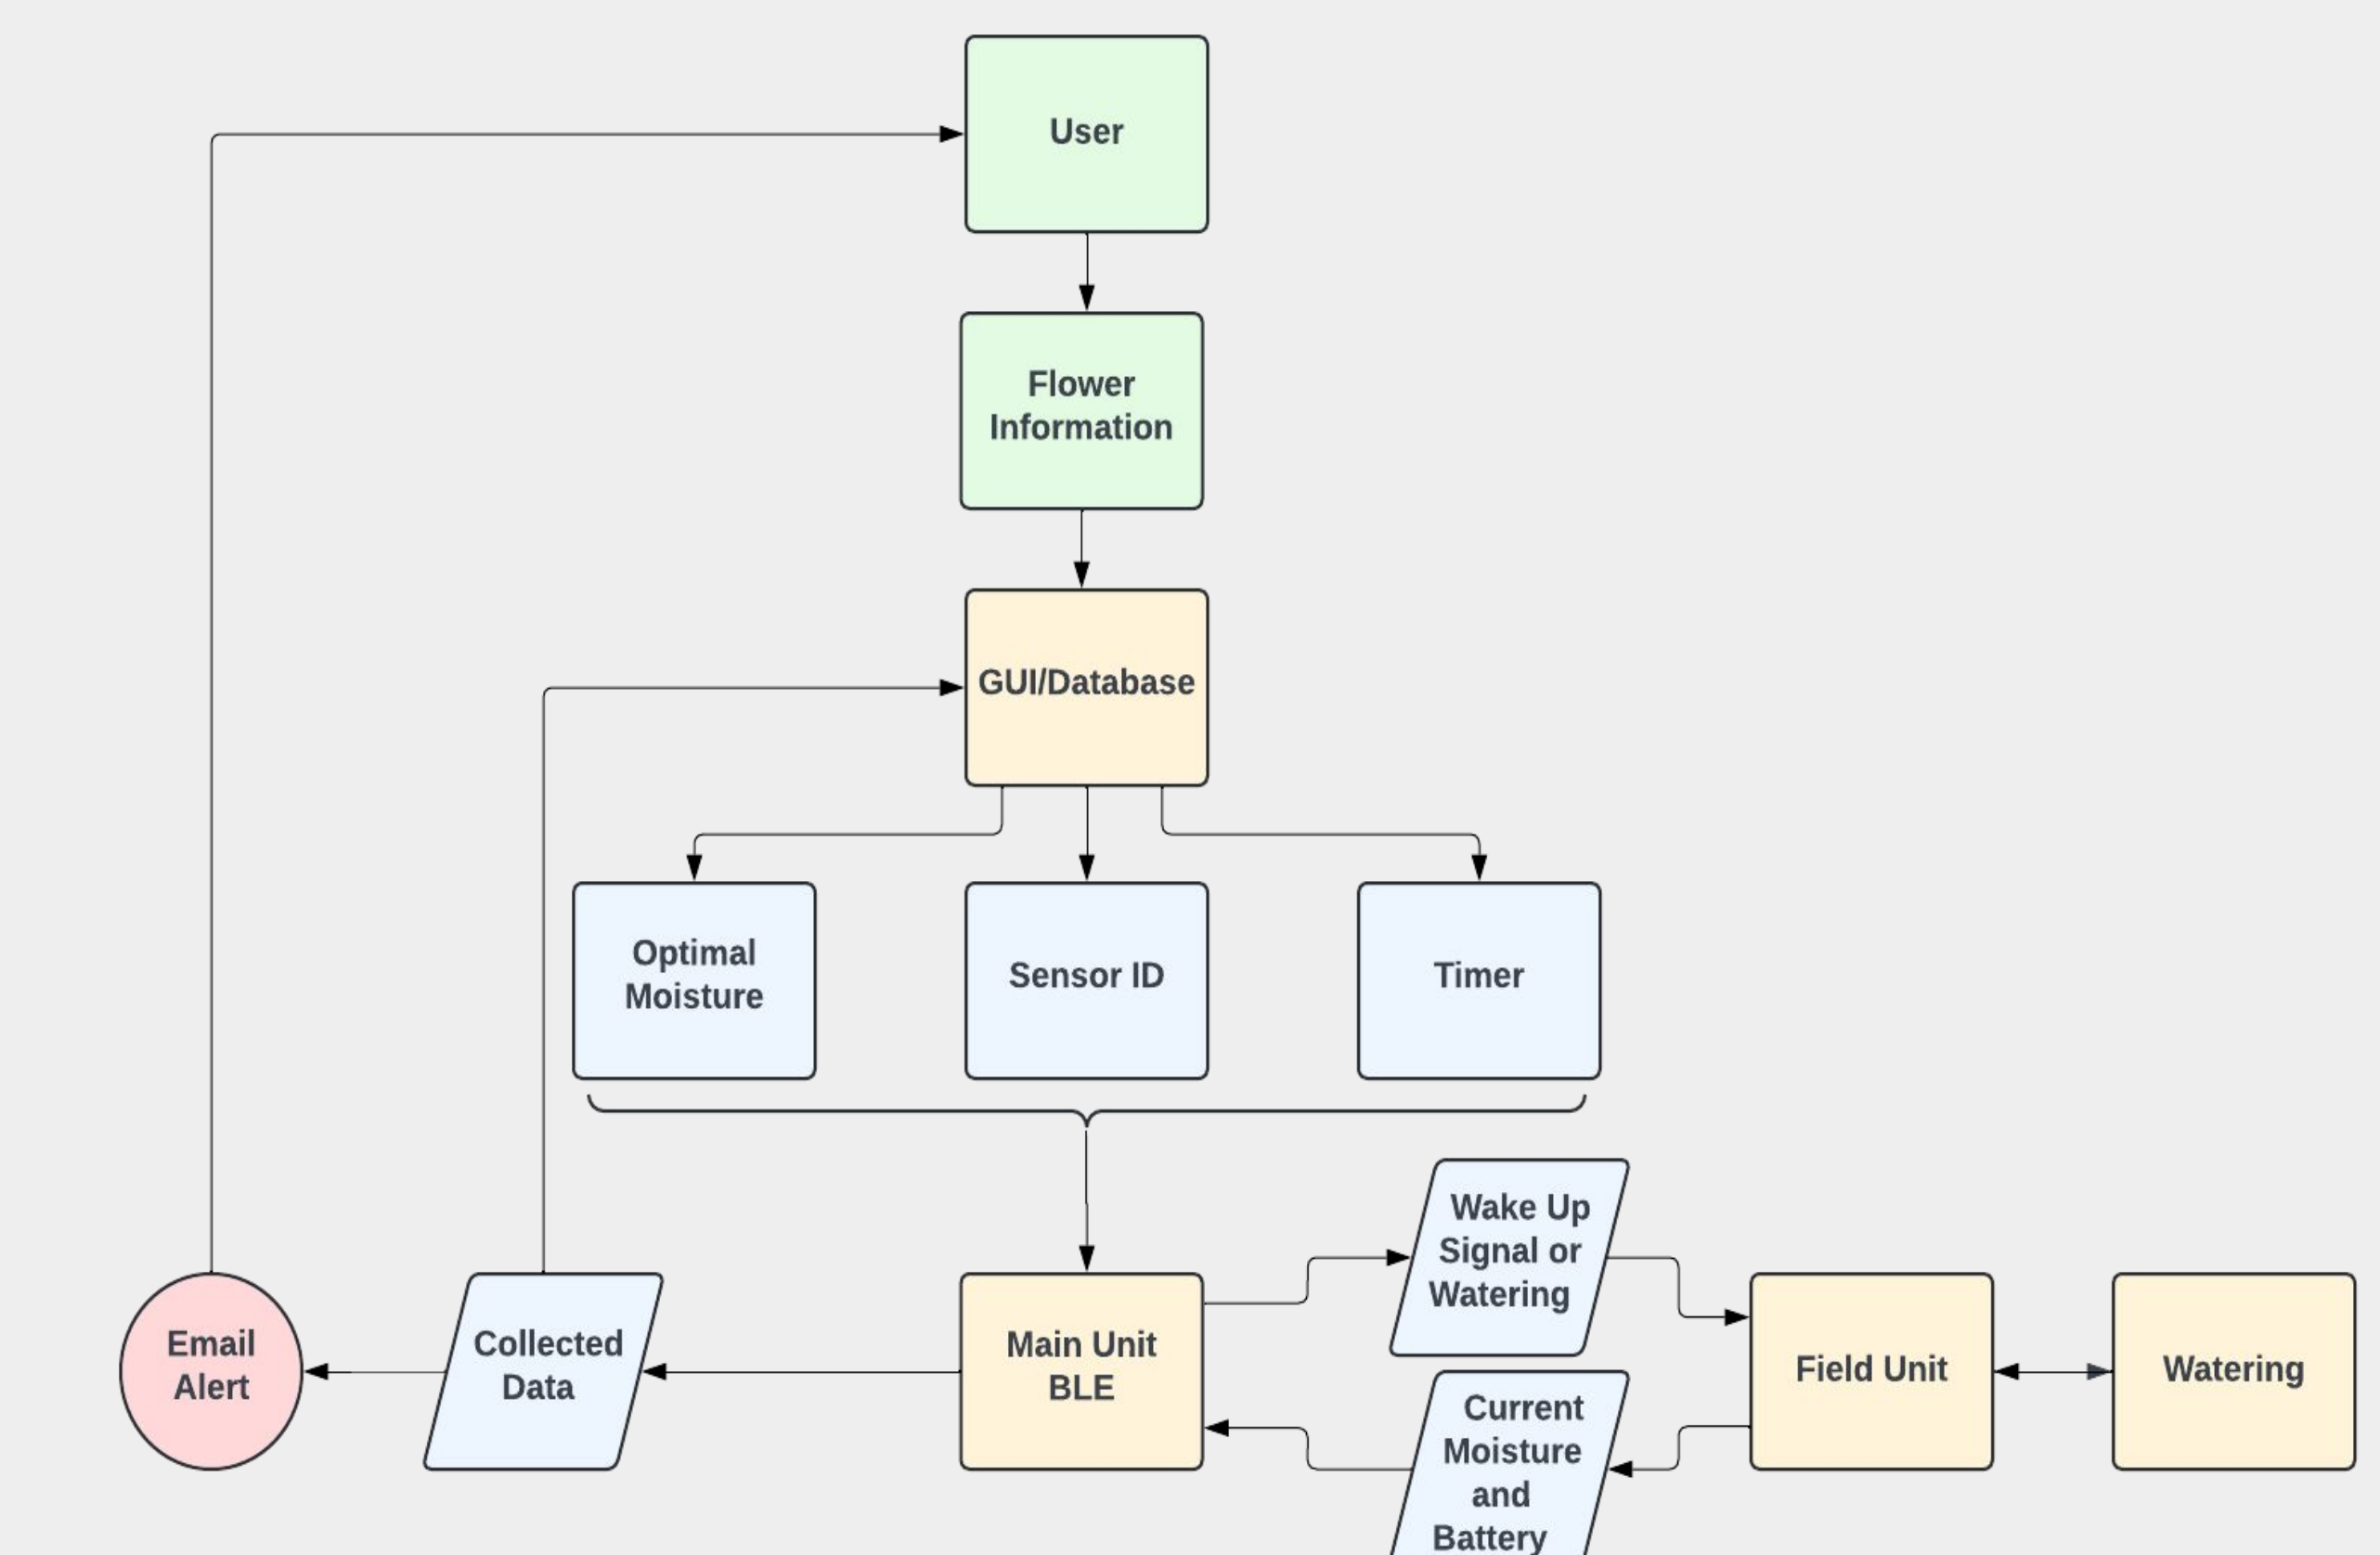 User
Flower
Information
GUI/Database
Optimal
Moisture
Sensor ID
Timer
Wake Up
Signal or
Watering
Email
Alert
Collected
Data
Main Unit
BLE
Field Unit
Watering
Current
Moisture
and
Battery